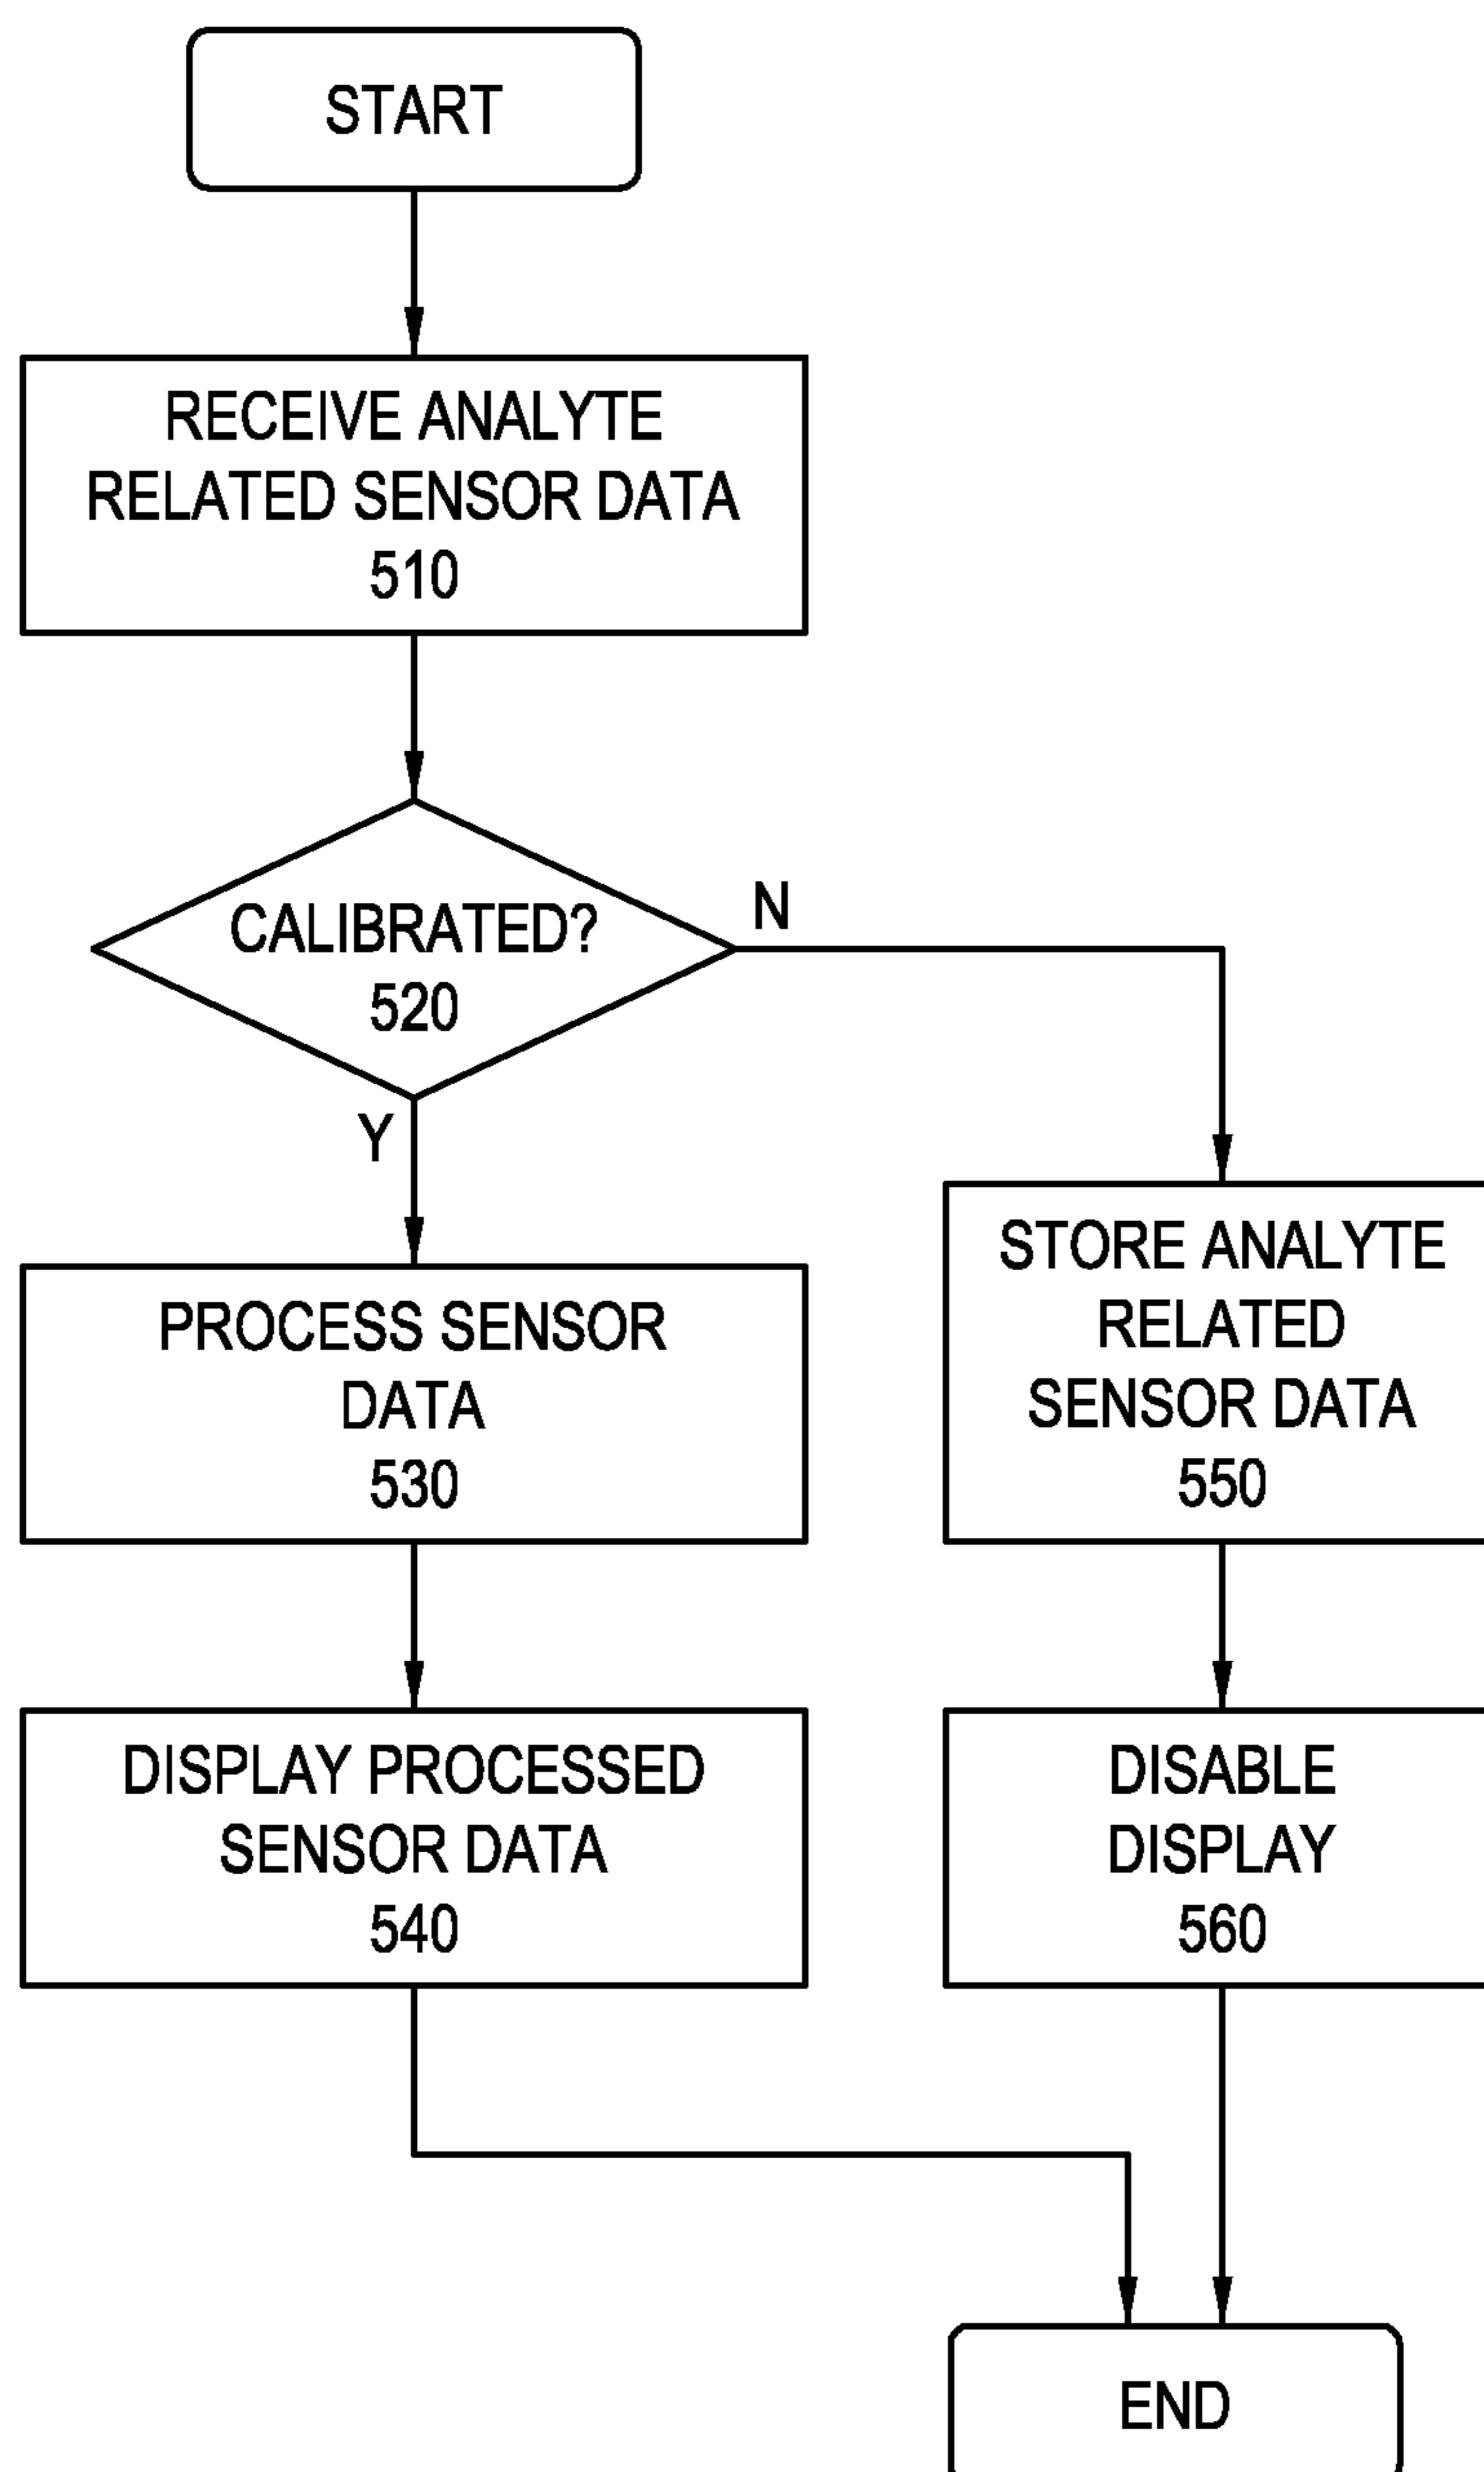 START
RECEIVE ANALYTE
RELATED SENSOR DATA
510
CALIBRATED?
520
N
Y
PROCESS SENSOR
DATA
530
STORE ANALYTE
RELATED
SENSOR DATA
550
DISPLAY PROCESSED
SENSOR DATA
540
DISABLE
DISPLAY
560
END